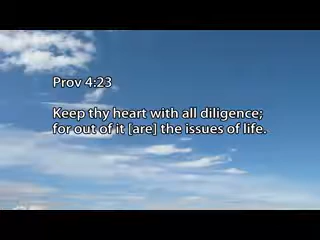 Prov 4:23
Keep thy heart with all diligence;
for out of it [are] the issues of life.